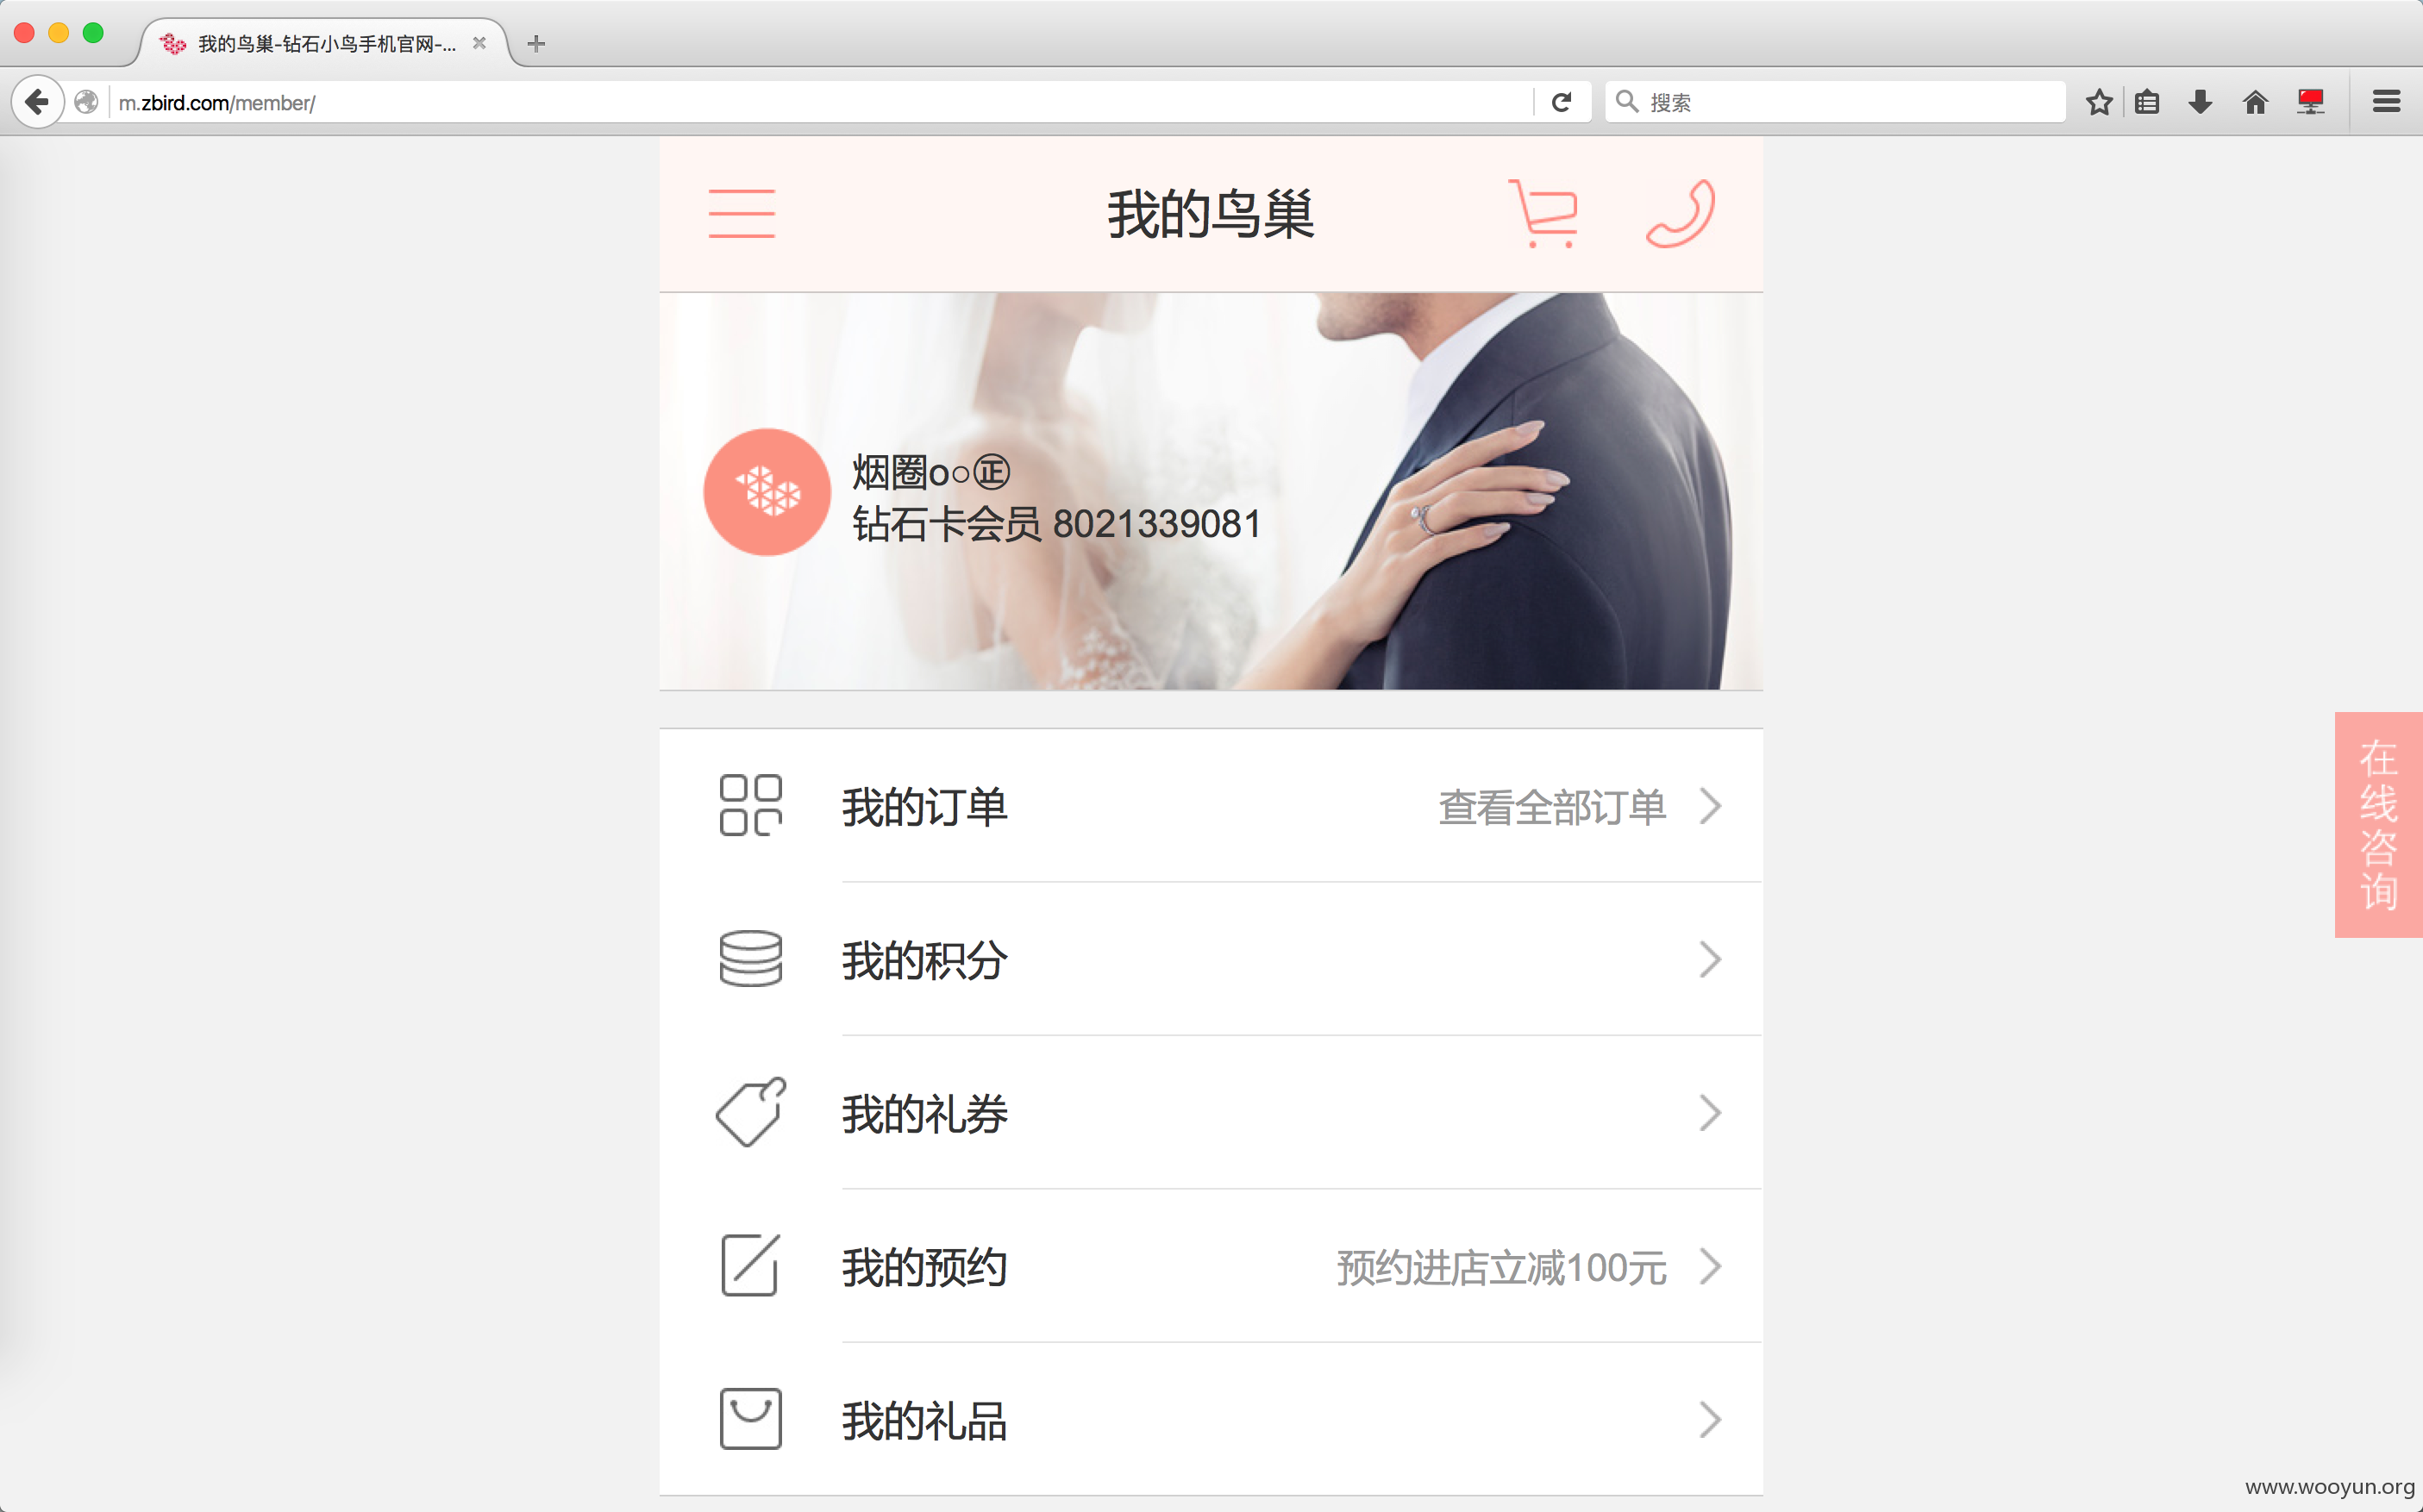 我的鸟巢-钻石小鸟手机官网-...
m.zbird.com/member/
搜索
我的鸟巢
烟圈o○㊣
钻石卡会员 8021339081
我的订单 查看全部订单
我的积分
我的礼券
我的预约 预约进店立减100元
我的礼品
在线咨询
www.wooyun.org